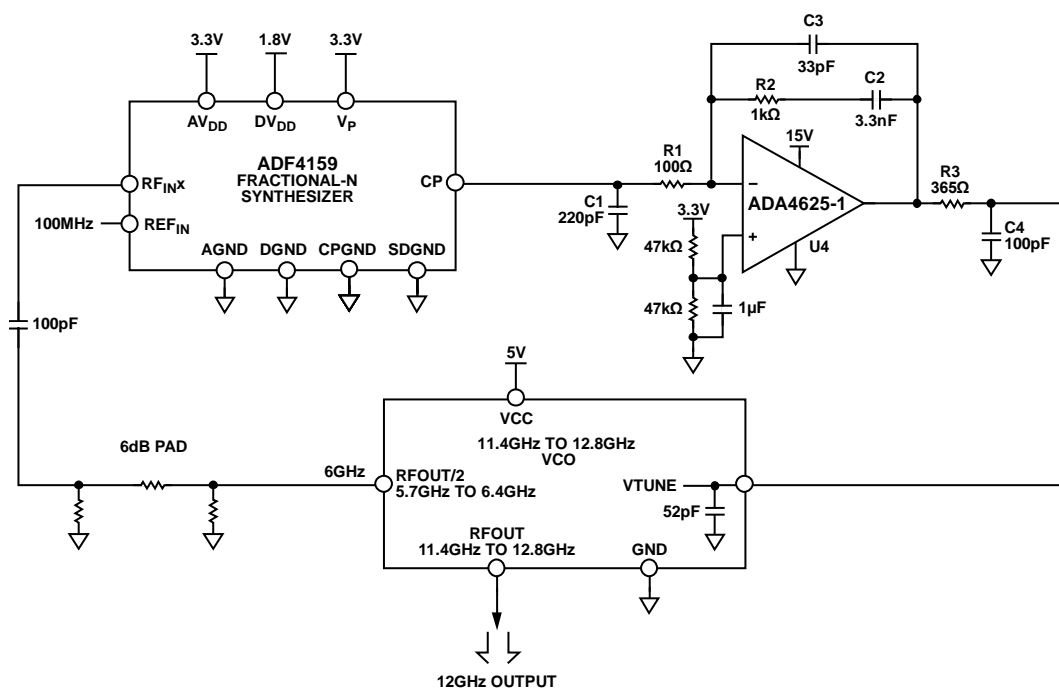 3.3V
1.8V
3.3V
AVDD
DVDD
VP
ADF4159
FRACTIONAL-N
SYNTHESIZER
RFINX
CP
100MHz
REFIN
AGND
DGND
CPGND
SDGND
C3
33pF
R2
1kΩ
C2
3.3nF
15V
R1
100Ω
C1
220pF
−
ADA4625-1
+
U4
3.3V
47kΩ
47kΩ
1µF
R3
365Ω
C4
100pF
100pF
5V
VCC
11.4GHz TO 12.8GHz
VCO
6dB PAD
6GHz
RFOUT/2
5.7GHz TO 6.4GHz
VTUNE
52pF
RFOUT
11.4GHz TO 12.8GHz
GND
12GHz OUTPUT